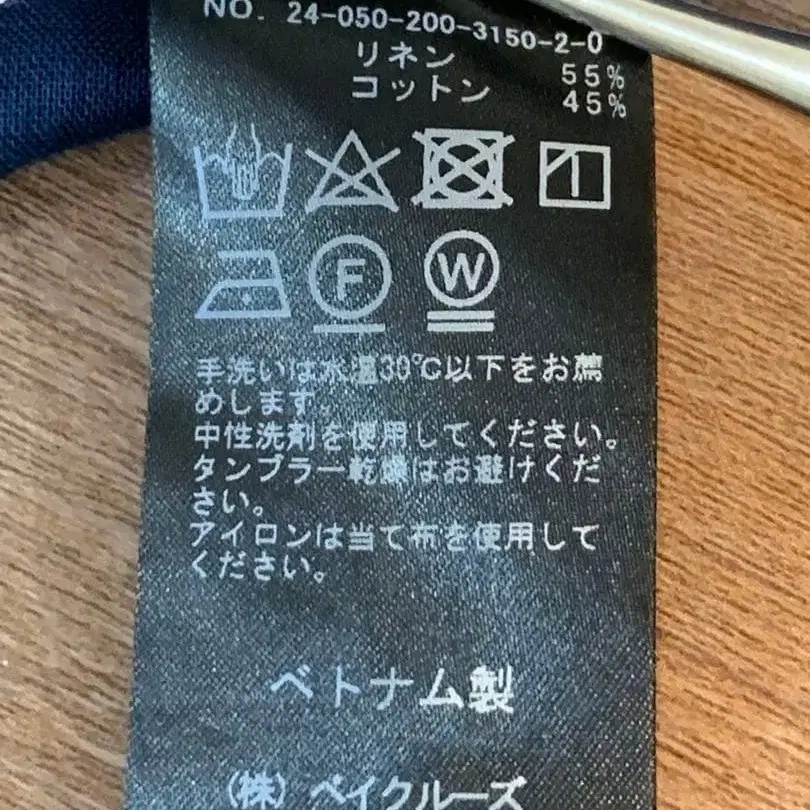 NO. 24-050-200-3150-2-0
リネン 55%
コットン 45%
F W
手洗いは水温30℃以下をお薦
めします。
中性洗剤を使用してください。
タンブラー乾燥はお避けくだ
さい。
アイロンは当て布を使用して
ください。
ベトナム製
(株)ベイクルーズ